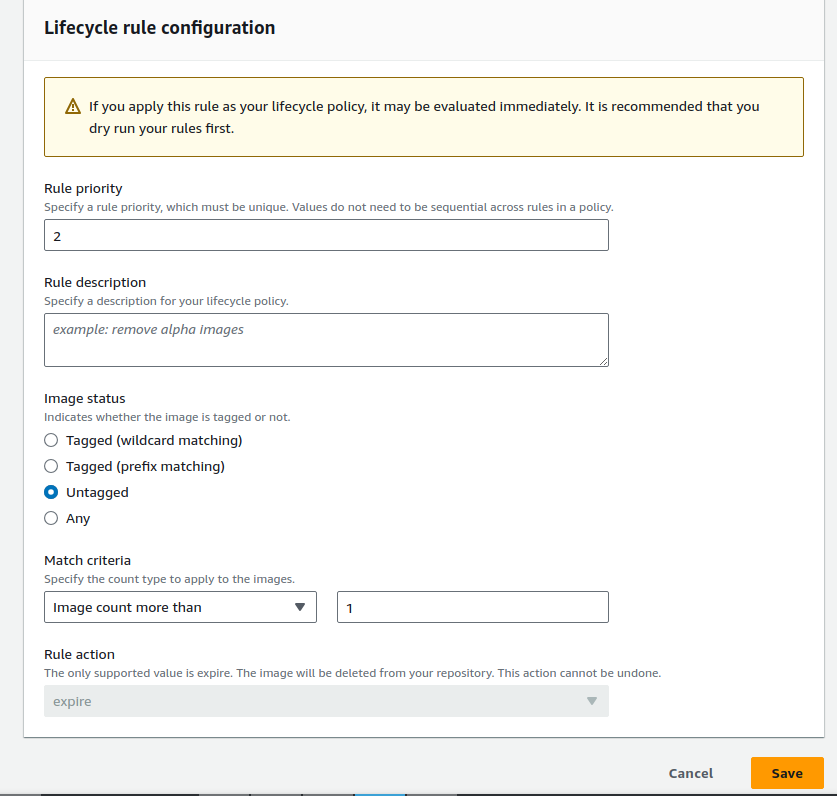 Lifecycle rule configuration
If you apply this rule as your lifecycle policy, it may be evaluated immediately. It is recommended that you
dry run your rules first.
Rule priority
Specify a rule priority, which must be unique. Values do not need to be sequential across rules in a policy.
2
Rule description
Specify a description for your lifecycle policy.
example: remove alpha images
Image status
Indicates whether the image is tagged or not.
Tagged (wildcard matching)
Tagged (prefix matching)
Untagged
Any
Match criteria
Specify the count type to apply to the images.
Image count more than
1
Rule action
The only supported value is expire. The image will be deleted from your repository. This action cannot be undone.
expire
Cancel
Save